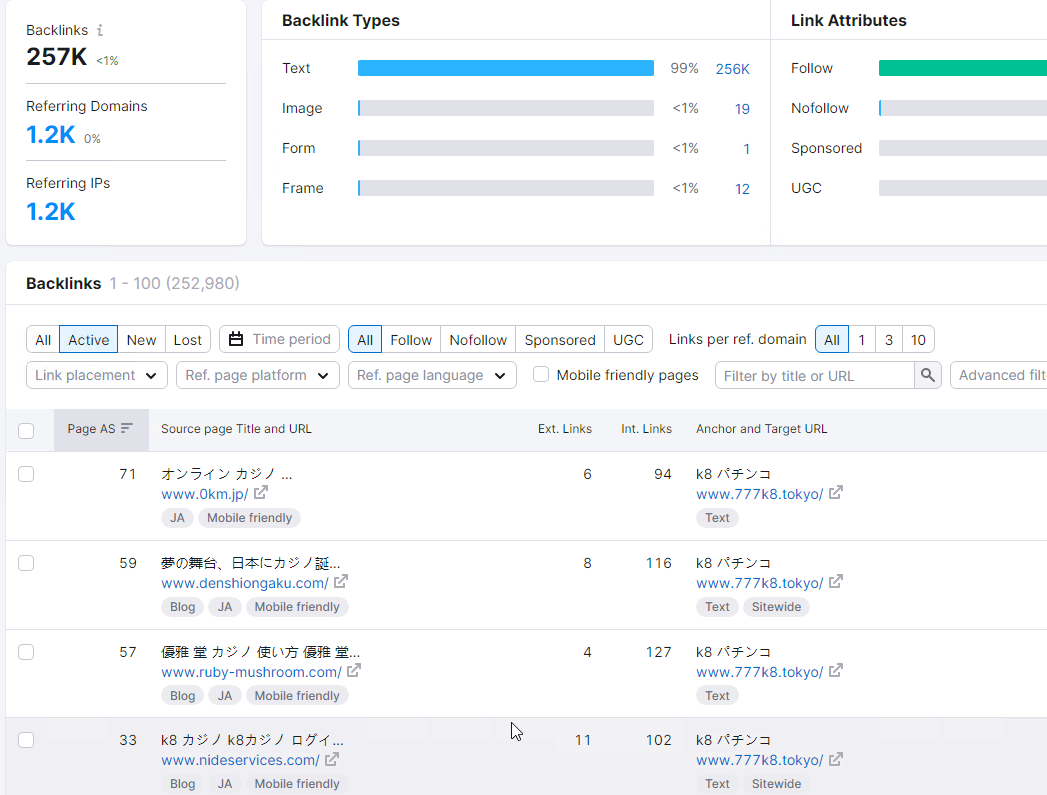 Backlinks i
257K <1%
Referring Domains
1.2K 0%
Referring IPs
1.2K
Backlink Types
Text 99% 256K
Image <1% 19
Form <1% 1
Frame <1% 12
Link Attributes
Follow
Nofollow
Sponsored
UGC
Backlinks 1 - 100 (252,980)
All Active New Lost Time period All Follow Nofollow Sponsored UGC Links per ref. domain All 1 3 10
Link placement Ref. page platform Ref. page language Mobile friendly pages Filter by title or URL Advanced filt
Page AS Source page Title and URL Ext. Links Int. Links Anchor and Target URL
71 オンライン カジノ ... 6 94 k8 パチンコ
www.0km.jp/ www.777k8.tokyo/
JA Mobile friendly Text
59 夢の舞台、日本にカジノ誕... 8 116 k8 パチンコ
www.denshiongaku.com/ www.777k8.tokyo/
Blog JA Mobile friendly Text Sitewide
57 優雅 堂 カジノ 使い方 優雅 堂... 4 127 k8 パチンコ
www.ruby-mushroom.com/ www.777k8.tokyo/
Blog JA Mobile friendly Text
33 k8 カジノ k8カジノ ログイ... 11 102 k8 パチンコ
www.nideservices.com/ www.777k8.tokyo/
Blog JA Mobile friendly Text Sitewide